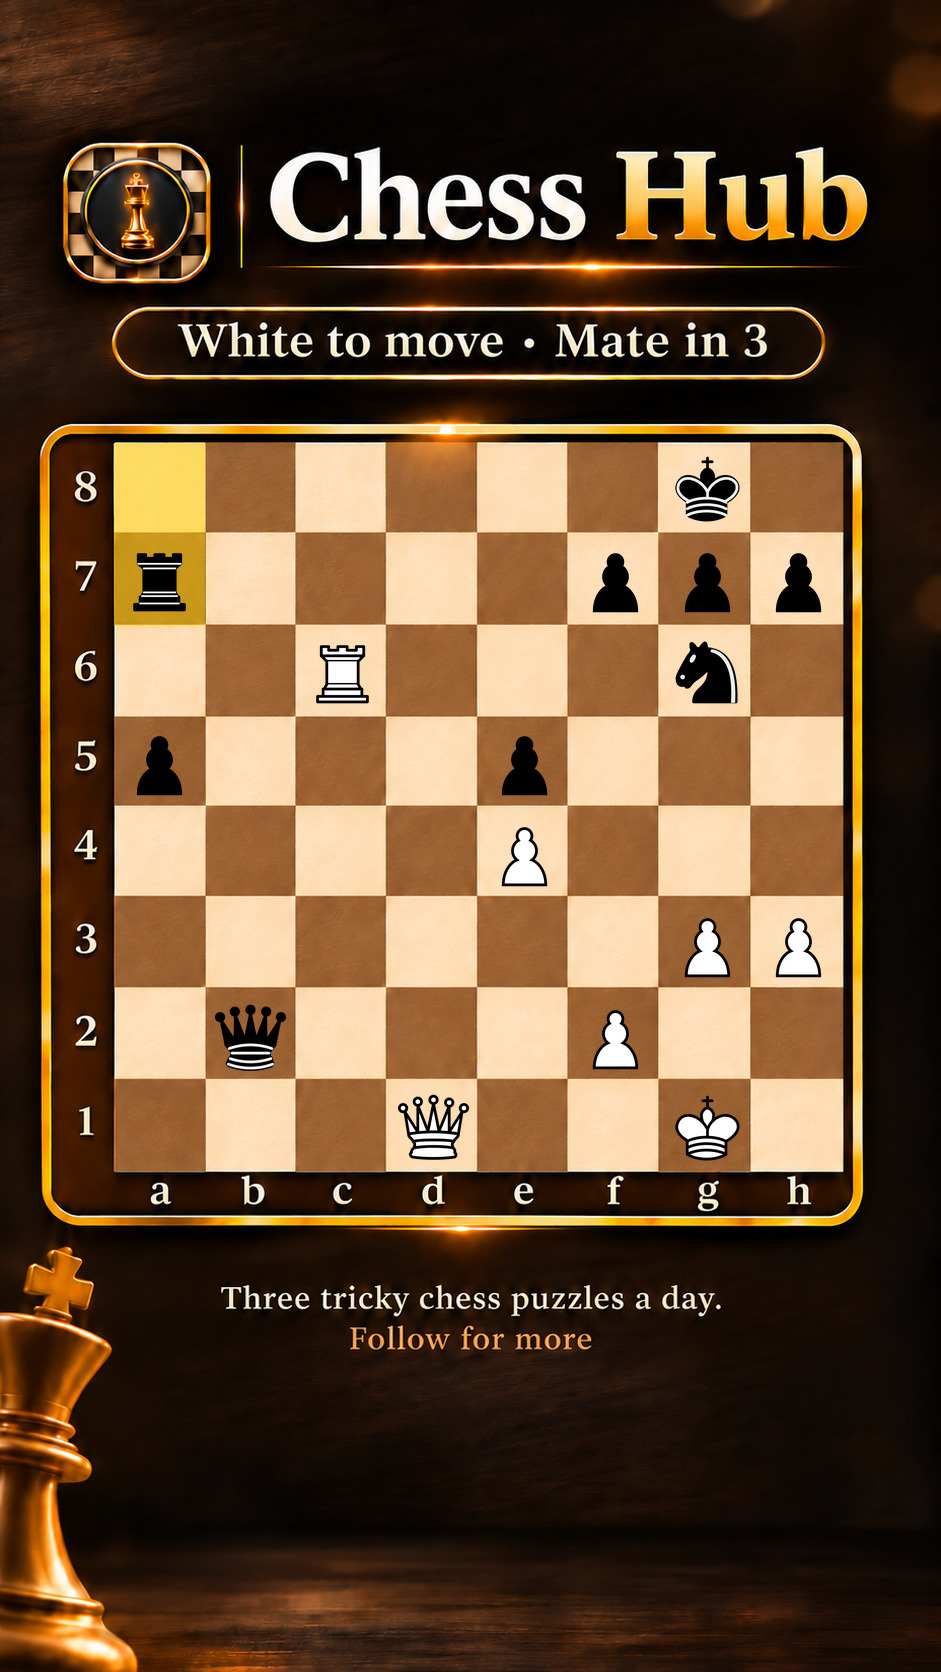 Chess Hub
White to move • Mate in 3
8
7
6
5
4
3
2
1
a b c d e f g h
Three tricky chess puzzles a day.
Follow for more